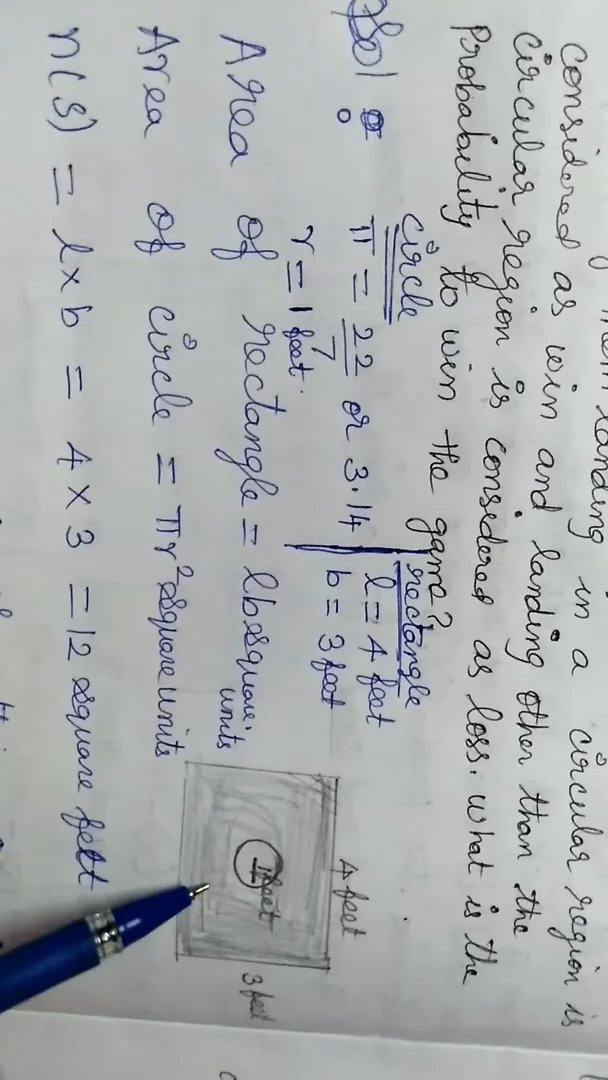 them landing in a circular region is
considered as win and landing other than the
circular region is considered as loss. what is the
Probability to win the game?
Sol :
circle
π = 22/7 or 3.14
r = 1 feet.
rectangle
l = 4 feet
b = 3 feet
Area of rectangle = lb square units
Area of circle = πr² square units
n(S) = l × b = 4 × 3 = 12 square feet
4 feet
1 feet
3 feet